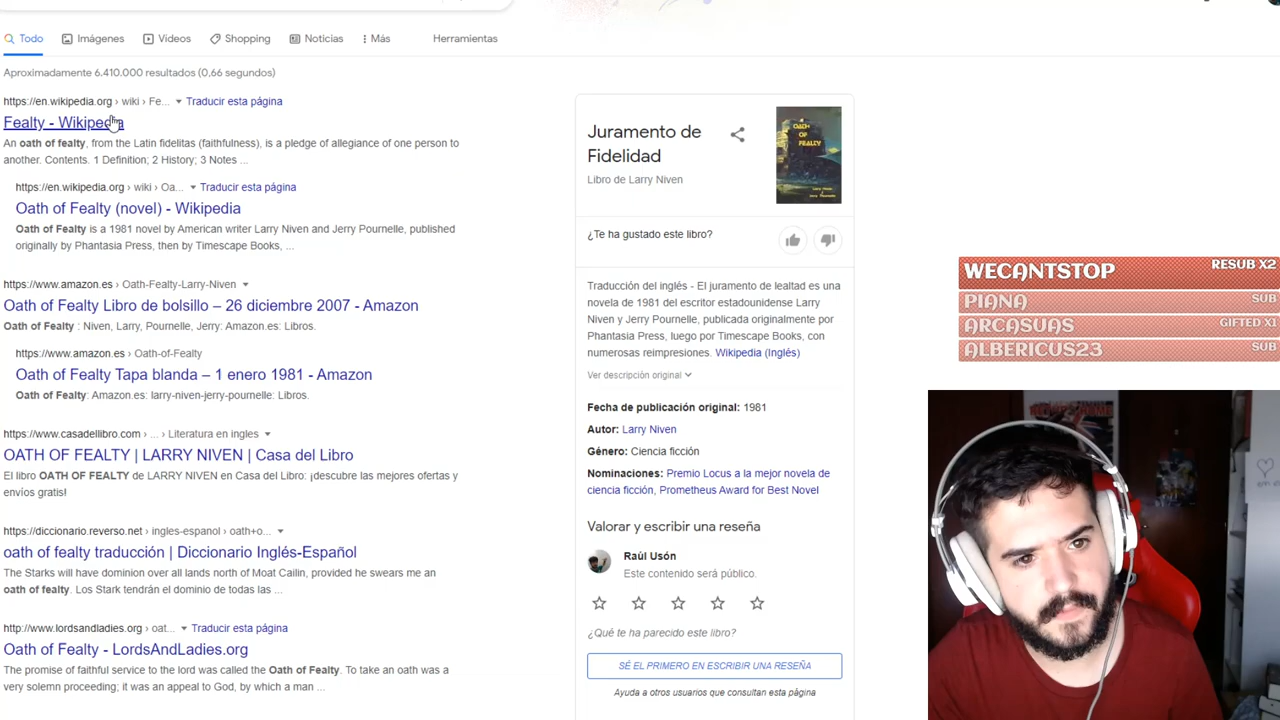 Todo
Imágenes
Videos
Shopping
Noticias
Más
Herramientas
Aproximadamente 6.410.000 resultados (0,66 segundos)
https://en.wikipedia.org › wiki › Fe... Traducir esta página
Fealty - Wikipedia
An oath of fealty, from the Latin fidelitas (faithfulness), is a pledge of allegiance of one person to
another. Contents. 1 Definition; 2 History; 3 Notes ...
https://en.wikipedia.org › wiki › Oa... Traducir esta página
Oath of Fealty (novel) - Wikipedia
Oath of Fealty is a 1981 novel by American writer Larry Niven and Jerry Pournelle, published
originally by Phantasia Press, then by Timescape Books, ...
https://www.amazon.es › Oath-Fealty-Larry-Niven
Oath of Fealty Libro de bolsillo – 26 diciembre 2007 - Amazon
Oath of Fealty : Niven, Larry, Pournelle, Jerry: Amazon.es: Libros.
https://www.amazon.es › Oath-of-Fealty
Oath of Fealty Tapa blanda – 1 enero 1981 - Amazon
Oath of Fealty: Amazon.es: larry-niven-jerry-pournelle: Libros.
https://www.casadellibro.com › ... › Literatura en ingles
OATH OF FEALTY | LARRY NIVEN | Casa del Libro
El libro OATH OF FEALTY de LARRY NIVEN en Casa del Libro: ¡descubre las mejores ofertas y
envíos gratis!
https://diccionario.reverso.net › ingles-espanol › oath+o...
oath of fealty traducción | Diccionario Inglés-Español
The Starks will have dominion over all lands north of Moat Cailin, provided he swears me an
oath of fealty. Los Stark tendrán el dominio de todas las ...
http://www.lordsandladies.org › oat... Traducir esta página
Oath of Fealty - LordsAndLadies.org
The promise of faithful service to the lord was called the Oath of Fealty. To take an oath was a
very solemn proceeding; it was an appeal to God, by which a man ...
Juramento de
Fidelidad
Libro de Larry Niven
OATH
OF
FEALTY
Larry Niven
Jerry Pournelle
¿Te ha gustado este libro?
Traducción del inglés - El juramento de lealtad es una
novela de 1981 del escritor estadounidense Larry
Niven y Jerry Pournelle, publicada originalmente por
Phantasia Press, luego por Timescape Books, con
numerosas reimpresiones. Wikipedia (Inglés)
Ver descripción original
Fecha de publicación original: 1981
Autor: Larry Niven
Género: Ciencia ficción
Nominaciones: Premio Locus a la mejor novela de
ciencia ficción, Prometheus Award for Best Novel
Valorar y escribir una reseña
Raúl Usón
Este contenido será público.
¿Qué te ha parecido este libro?
SÉ EL PRIMERO EN ESCRIBIR UNA RESEÑA
Ayuda a otros usuarios que consultan esta página
WECANTSTOP RESUB X2
PIANA SUB
ARCASUAS GIFTED X1
ALBERICUS23 SUB